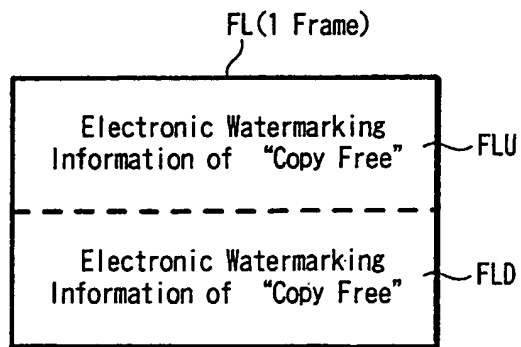 FL(1 Frame)
Electronic Watermarking
Information of "Copy Free"
FLU
Electronic Watermarking
Information of "Copy Free"
FLD